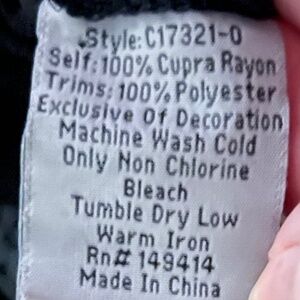 Style:C17321-0
Self:100% Cupra Rayon
Trims:100% Polyester
Exclusive Of Decoration
Machine Wash Cold
Only Non Chlorine
Bleach
Tumble Dry Low
Warm Iron
Rn# 149414
Made In China